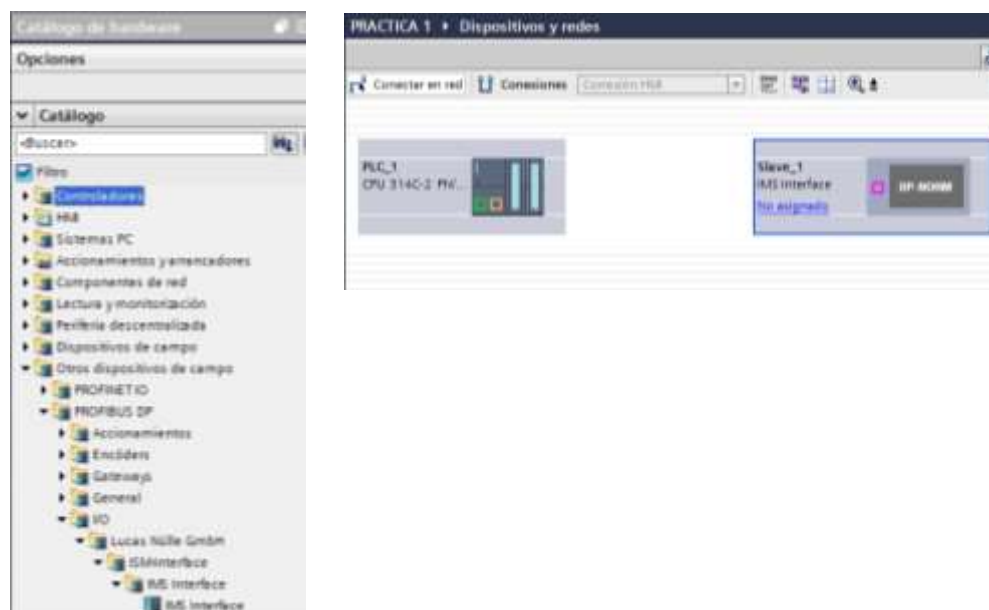 Catálogo de hardware
Opciones
Catálogo
<Buscar>
Filtro
Controladores
HMI
Sistemas PC
Accionamientos y arrancadores
Componentes de red
Lectura y monitorización
Periferia descentralizada
Dispositivos de campo
Otros dispositivos de campo
PROFINET IO
PROFIBUS DP
Accionamientos
Encóders
Gateways
General
I/O
Lucas Nülle GmbH
ISMinterface
IMS Interface
IMS Interface
PRACTICA 1 Dispositivos y redes
Conectar en red Conexiones Conexión HMI
PLC_1
CPU 314C-2 PN/...
Slave_1
IMS Interface
DP-NORM
No asignado